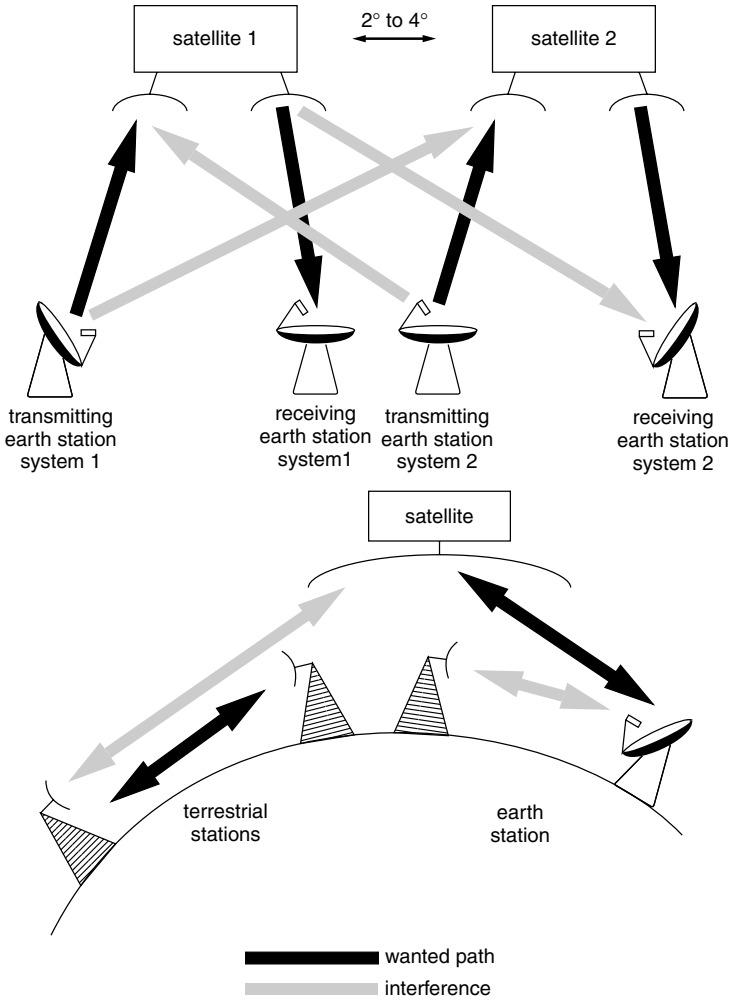 satellite 1
2° to 4°
satellite 2
transmitting
earth station
system 1
receiving
earth station
system1
transmitting
earth station
system 2
receiving
earth station
system 2
satellite
terrestrial
stations
earth
station
wanted path
interference